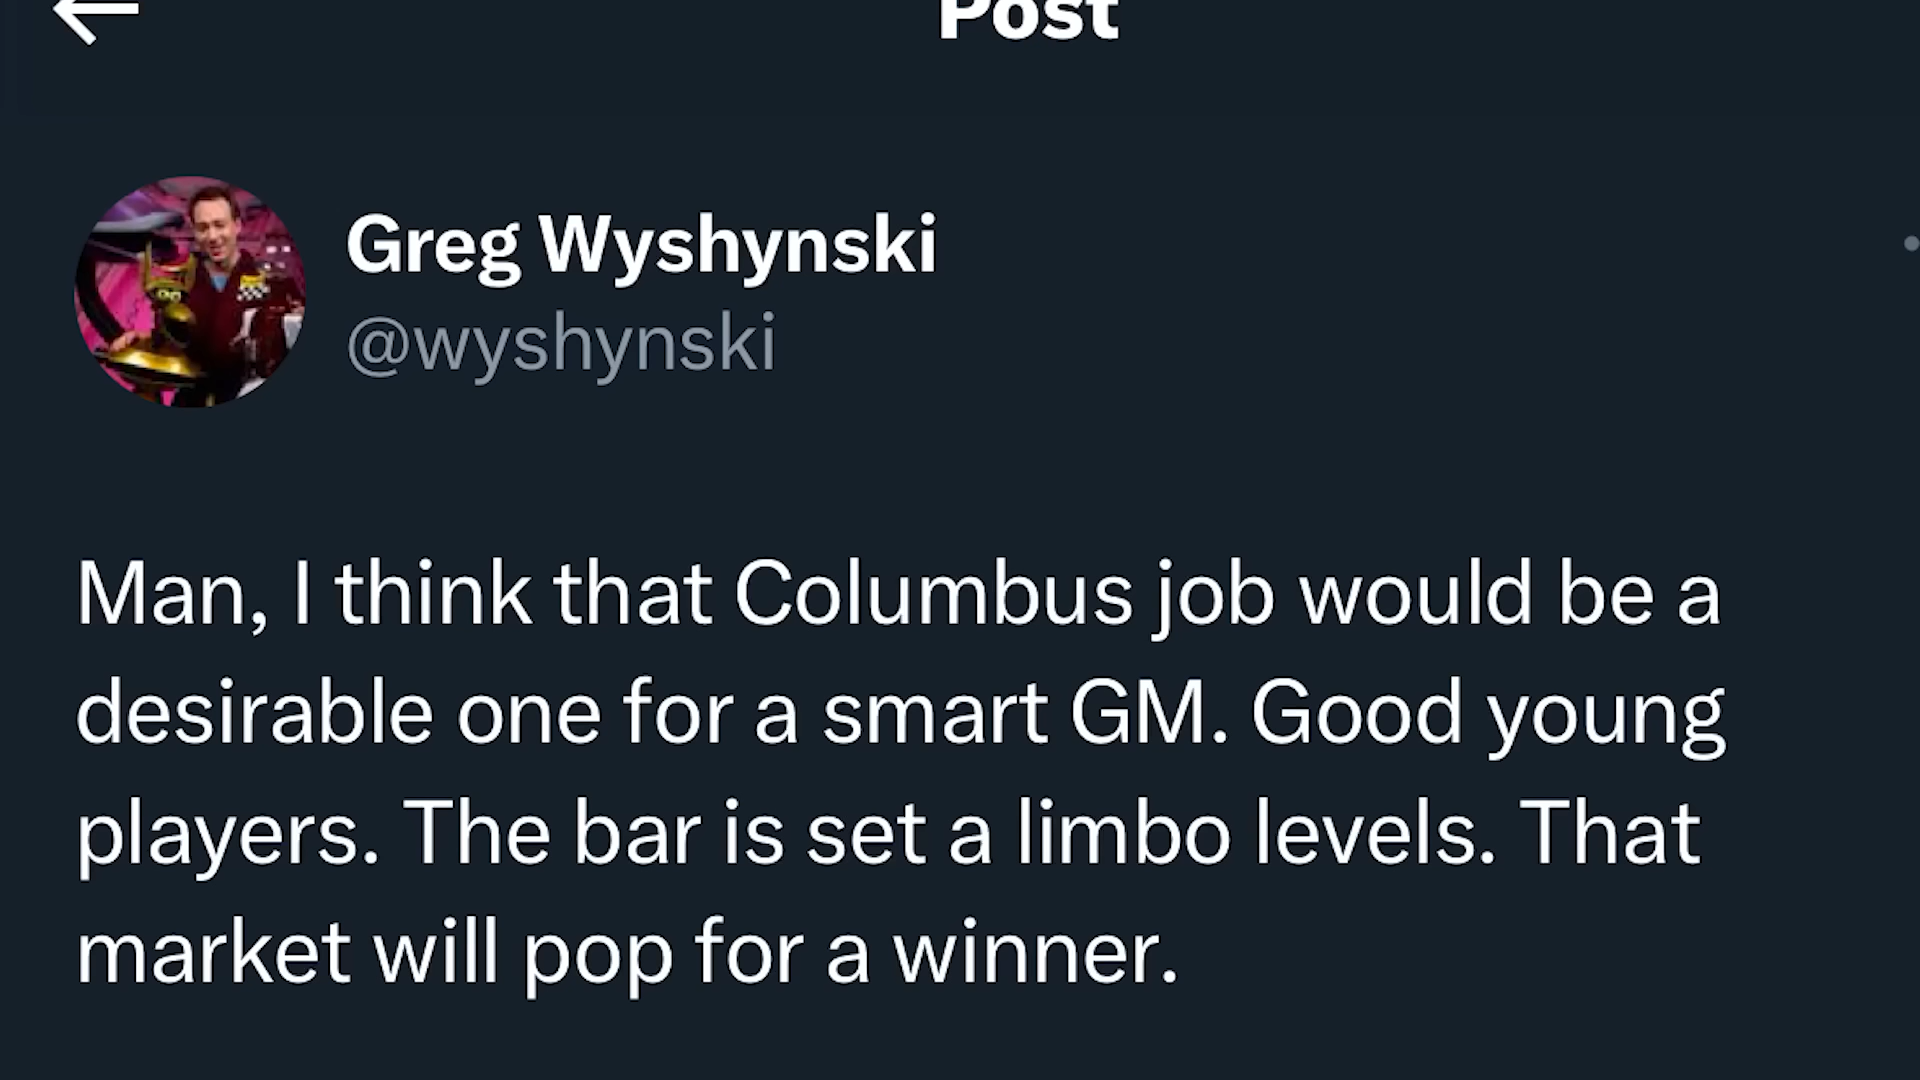 Post
Greg Wyshynski
@wyshynski
Man, I think that Columbus job would be a
desirable one for a smart GM. Good young
players. The bar is set a limbo levels. That
market will pop for a winner.